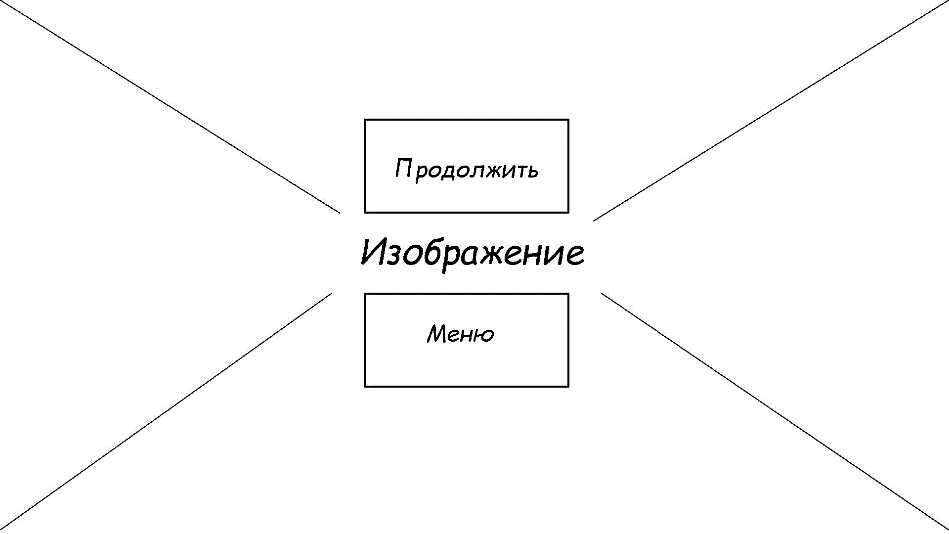 Продолжить
Изображение
Меню